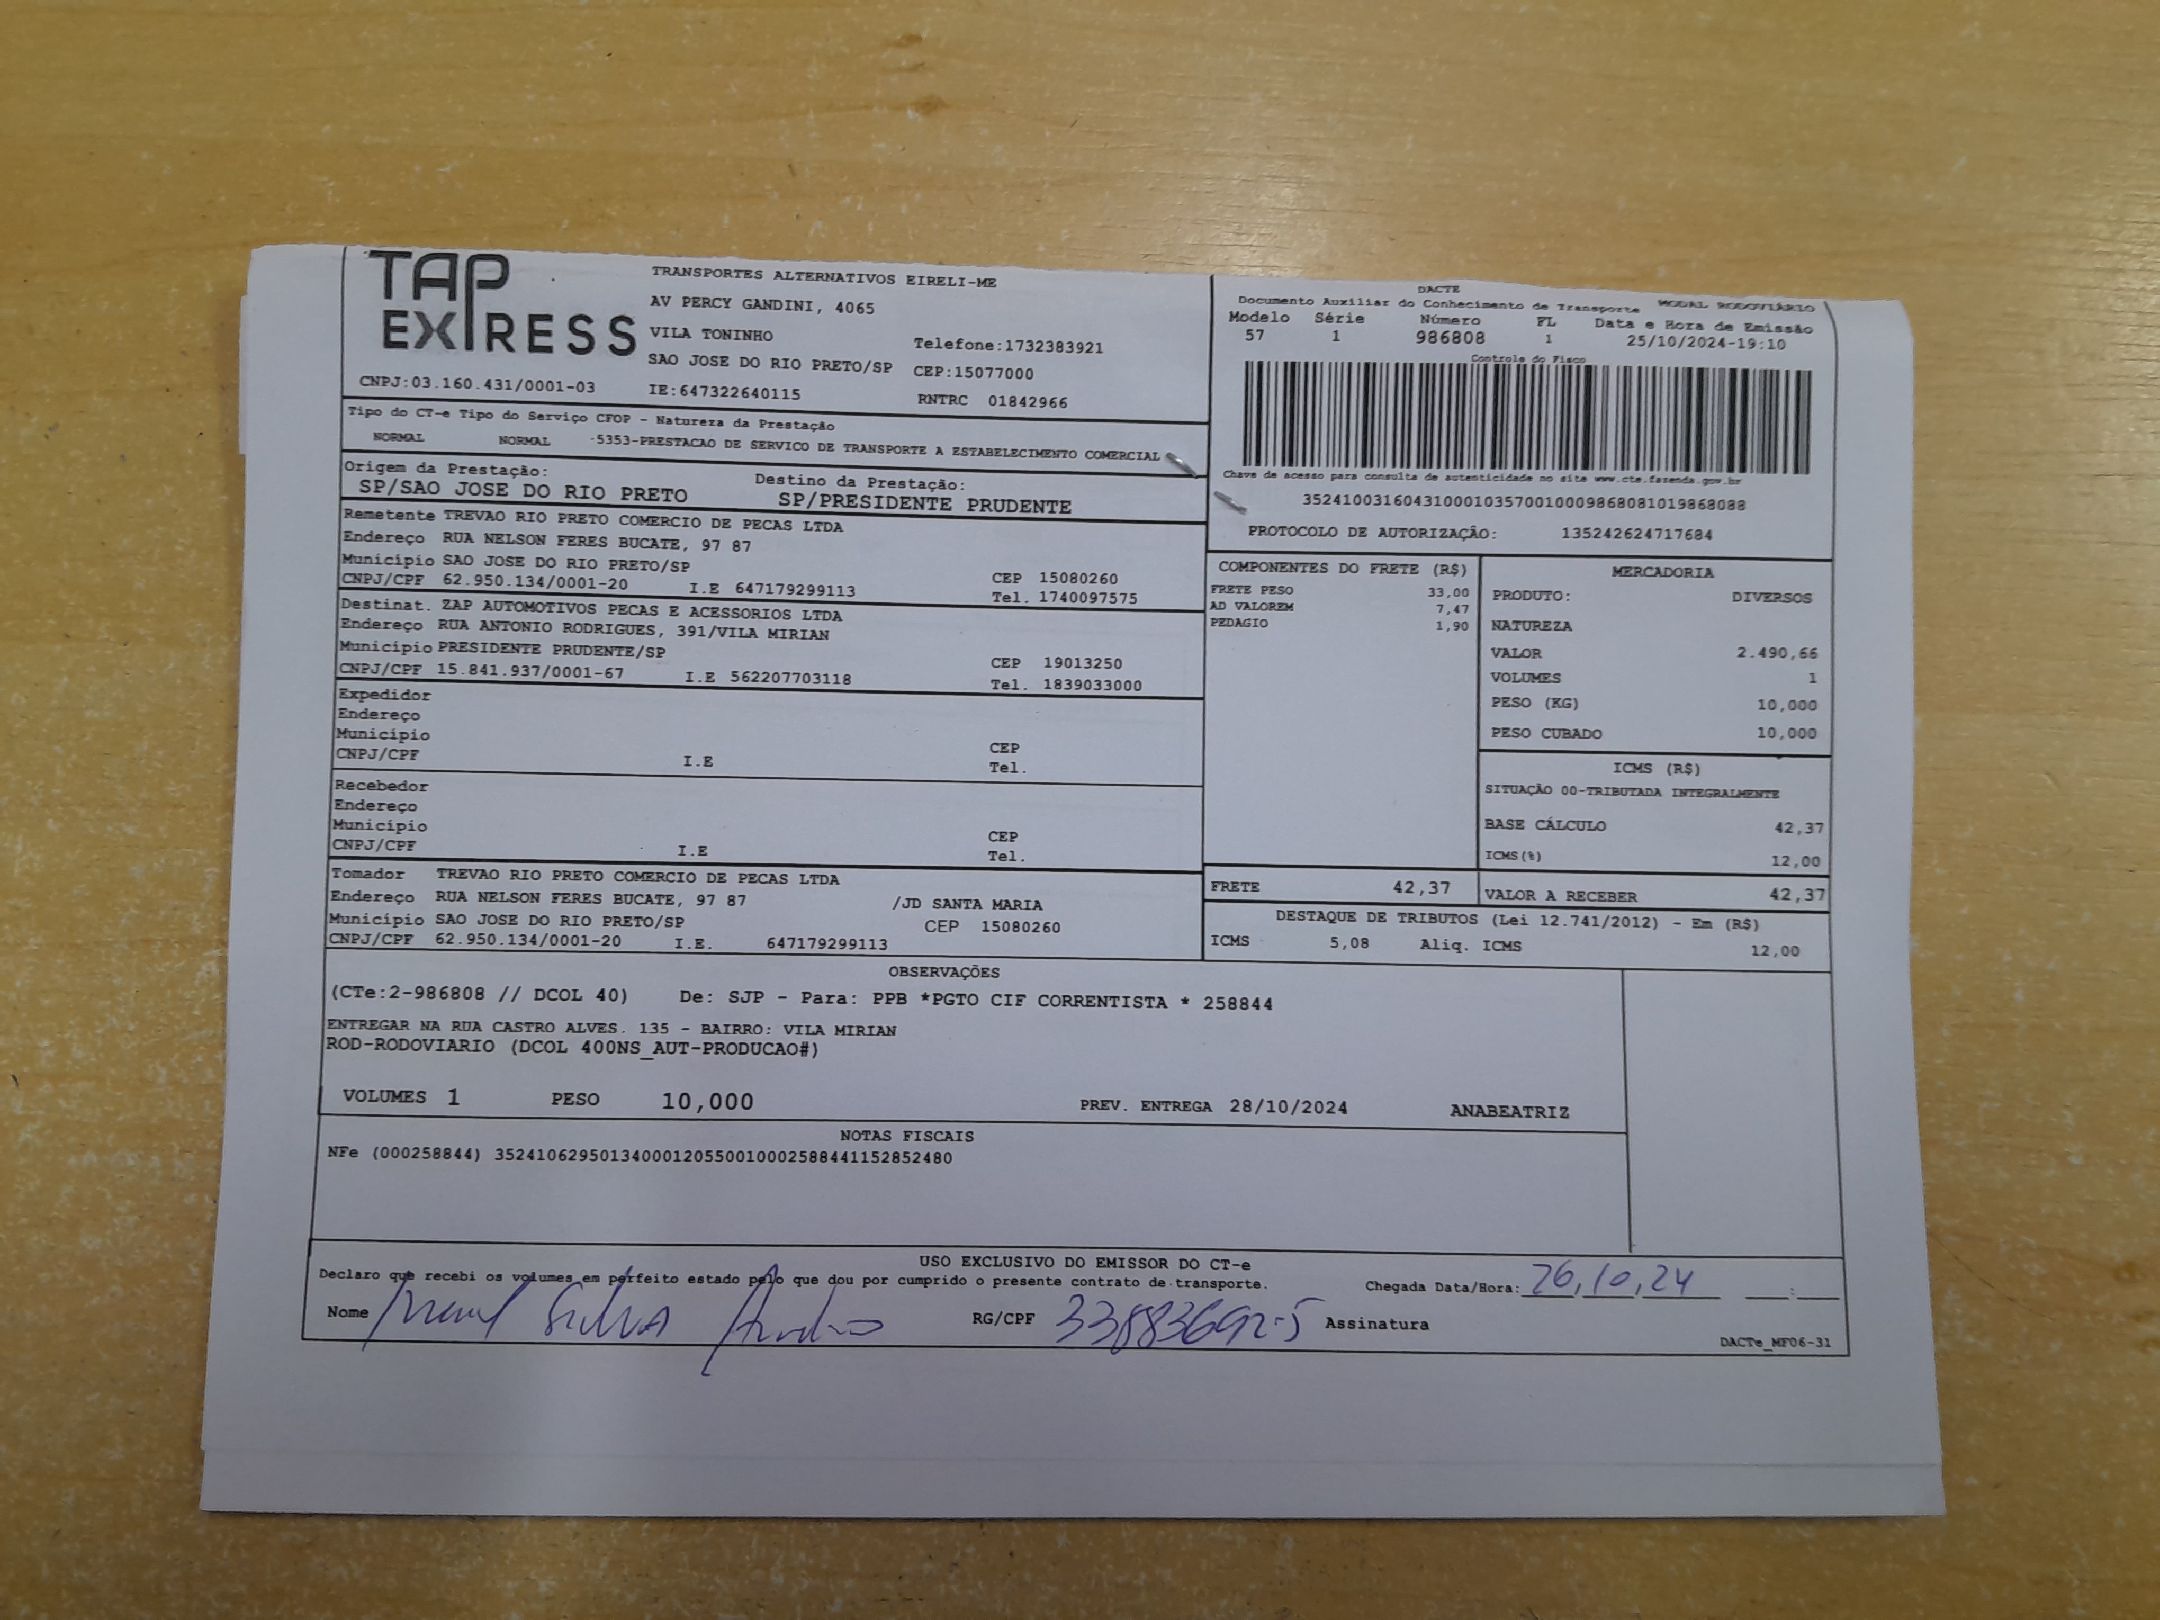 TAP
EXPRESS
CNPJ:03.160.431/0001-03
TRANSPORTES ALTERNATIVOS EIRELI-ME
AV PERCY GANDINI, 4065
VILA TONINHO
Telefone:1732383921
SAO JOSE DO RIO PRETO/SP CEP:15077000
IE:647322640115 RNTRC 01842966
DACTE
Documento Auxiliar do Conhecimento de Transporte MODAL RODOVIÁRIO
Modelo Série Número FL Data e Hora de Emissão
57 1 986808 1 25/10/2024-19:10
Controle do Fisco
Chave de acesso para consulta de autenticidade no site www.cte.fazenda.gov.br
35241003160431000103570010009868081019868088
PROTOCOLO DE AUTORIZAÇÃO: 135242624717684
Tipo do CT-e Tipo do Serviço CFOP - Natureza da Prestação
NORMAL NORMAL -5353-PRESTACAO DE SERVICO DE TRANSPORTE A ESTABELECIMENTO COMERCIAL
Origem da Prestação: Destino da Prestação:
SP/SAO JOSE DO RIO PRETO SP/PRESIDENTE PRUDENTE
Remetente TREVAO RIO PRETO COMERCIO DE PECAS LTDA
Endereço RUA NELSON FERES BUCATE, 97 87
Município SAO JOSE DO RIO PRETO/SP CEP 15080260
CNPJ/CPF 62.950.134/0001-20 I.E 647179299113 Tel. 1740097575
Destinat. ZAP AUTOMOTIVOS PECAS E ACESSORIOS LTDA
Endereço RUA ANTONIO RODRIGUES, 391/VILA MIRIAN
Município PRESIDENTE PRUDENTE/SP CEP 19013250
CNPJ/CPF 15.841.937/0001-67 I.E 562207703118 Tel. 1839033000
Expedidor
Endereço
Município CEP
CNPJ/CPF I.E Tel.
Recebedor
Endereço
Município CEP
CNPJ/CPF I.E Tel.
Tomador TREVAO RIO PRETO COMERCIO DE PECAS LTDA
Endereço RUA NELSON FERES BUCATE, 97 87 /JD SANTA MARIA
Município SAO JOSE DO RIO PRETO/SP CEP 15080260
CNPJ/CPF 62.950.134/0001-20 I.E. 647179299113
COMPONENTES DO FRETE (R$)
FRETE PESO 33,00
AD VALOREM 7,47
PEDAGIO 1,90
FRETE 42,37
MERCADORIA
PRODUTO: DIVERSOS
NATUREZA
VALOR 2.490,66
VOLUMES 1
PESO (KG) 10,000
PESO CUBADO 10,000
ICMS (R$)
SITUAÇÃO 00-TRIBUTADA INTEGRALMENTE
BASE CÁLCULO 42,37
ICMS(%) 12,00
VALOR A RECEBER 42,37
DESTAQUE DE TRIBUTOS (Lei 12.741/2012) - Em (R$)
ICMS 5,08 Aliq. ICMS 12,00
OBSERVAÇÕES
(CTe:2-986808 // DCOL 40) De: SJP - Para: PPB *PGTO CIF CORRENTISTA * 258844
ENTREGAR NA RUA CASTRO ALVES. 135 - BAIRRO: VILA MIRIAN
ROD-RODOVIARIO (DCOL 400NS_AUT-PRODUCAO#)
VOLUMES 1 PESO 10,000 PREV. ENTREGA 28/10/2024 ANABEATRIZ
NOTAS FISCAIS
NFe (000258844) 35241062950134000120550010002588441152852480
USO EXCLUSIVO DO EMISSOR DO CT-e
Declaro que recebi os volumes em perfeito estado pelo que dou por cumprido o presente contrato de transporte. Chegada Data/Hora: 26,10,24 :
Nome Silva RG/CPF 33883692-5 Assinatura
DACTe_MF06-31